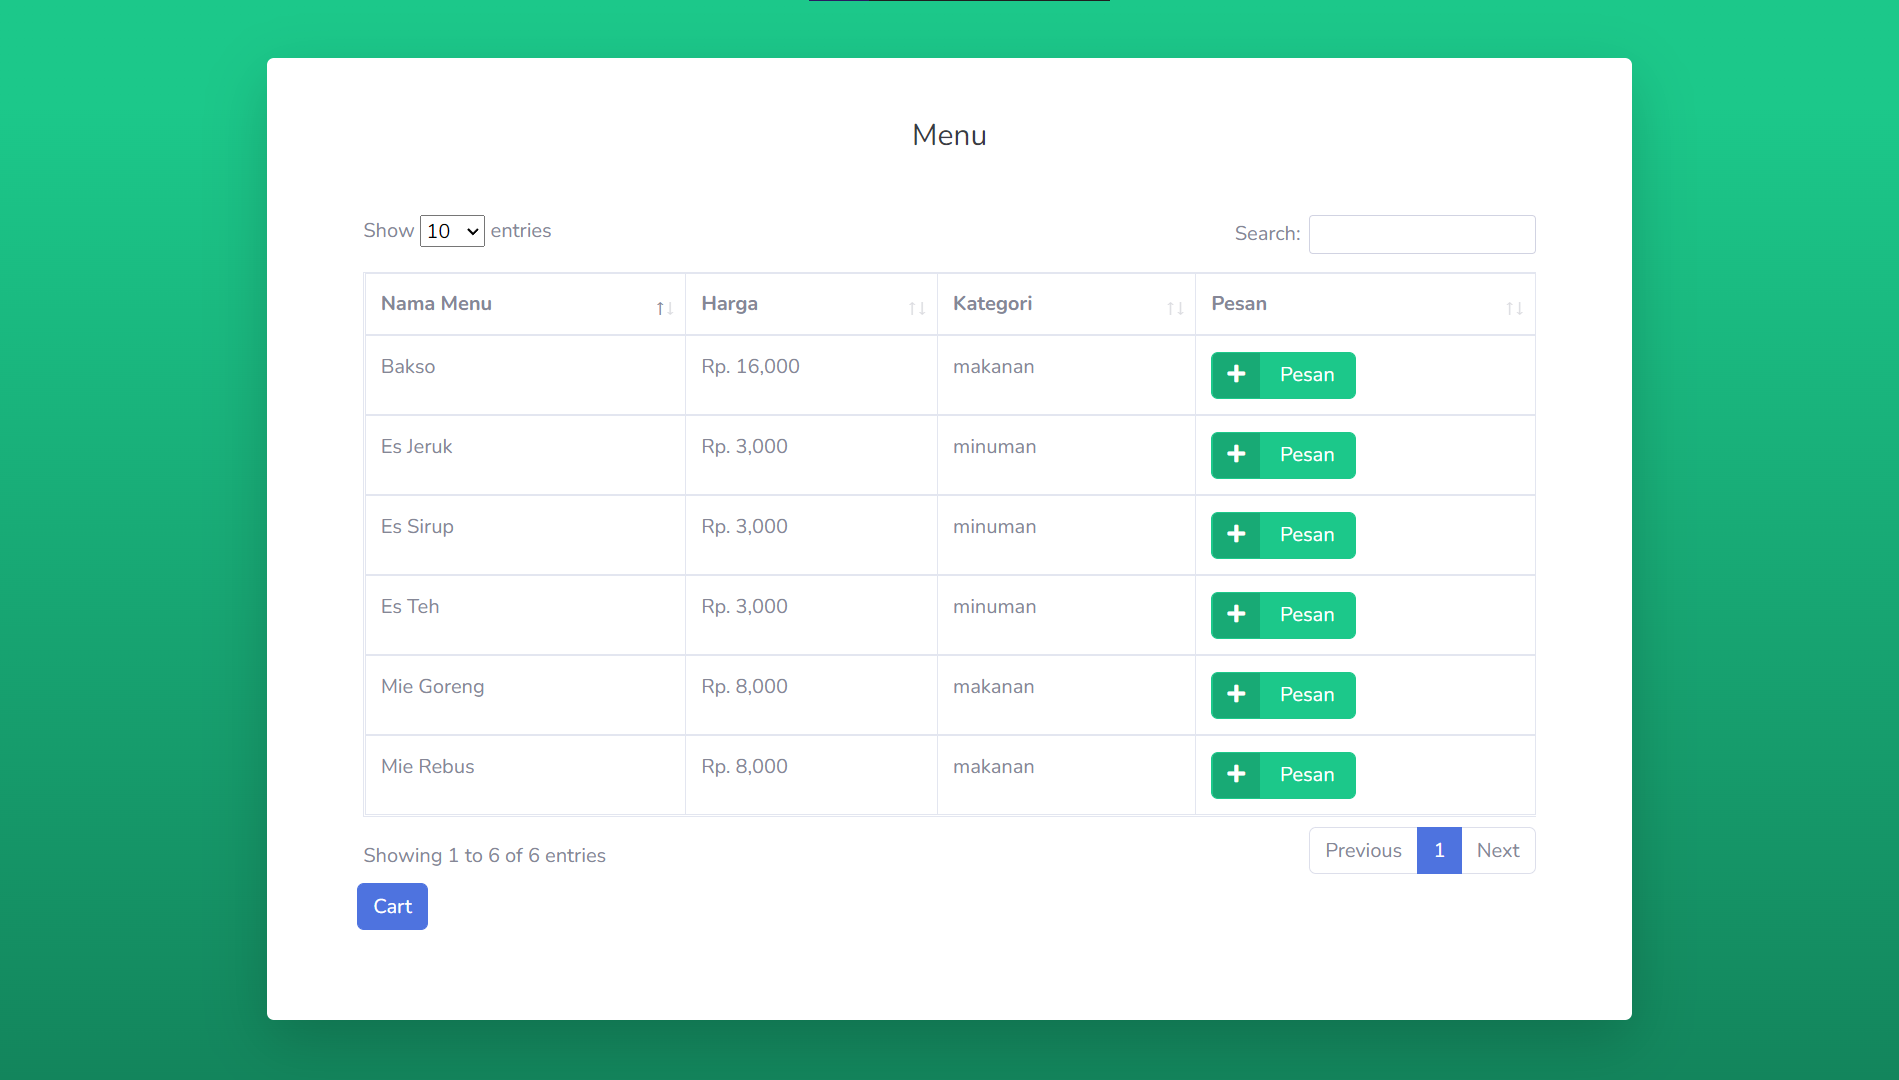 Menu
Show 10 entries
Search:
Nama Menu Harga Kategori Pesan
Bakso Rp. 16,000 makanan Pesan
Es Jeruk Rp. 3,000 minuman Pesan
Es Sirup Rp. 3,000 minuman Pesan
Es Teh Rp. 3,000 minuman Pesan
Mie Goreng Rp. 8,000 makanan Pesan
Mie Rebus Rp. 8,000 makanan Pesan
Showing 1 to 6 of 6 entries
Previous 1 Next
Cart